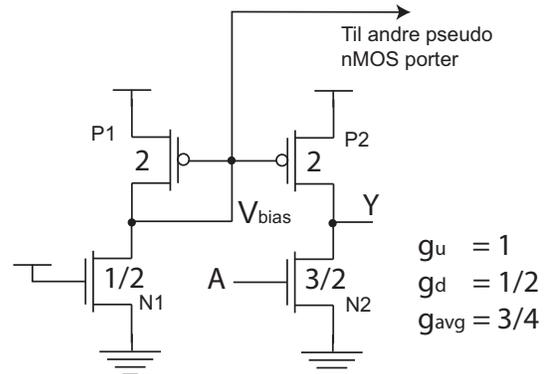 Til andre pseudo
nMOS porter
P1
P2
2
2
Vbias
Y
1/2
A
3/2
N1
N2
gu = 1
gd = 1/2
gavg = 3/4